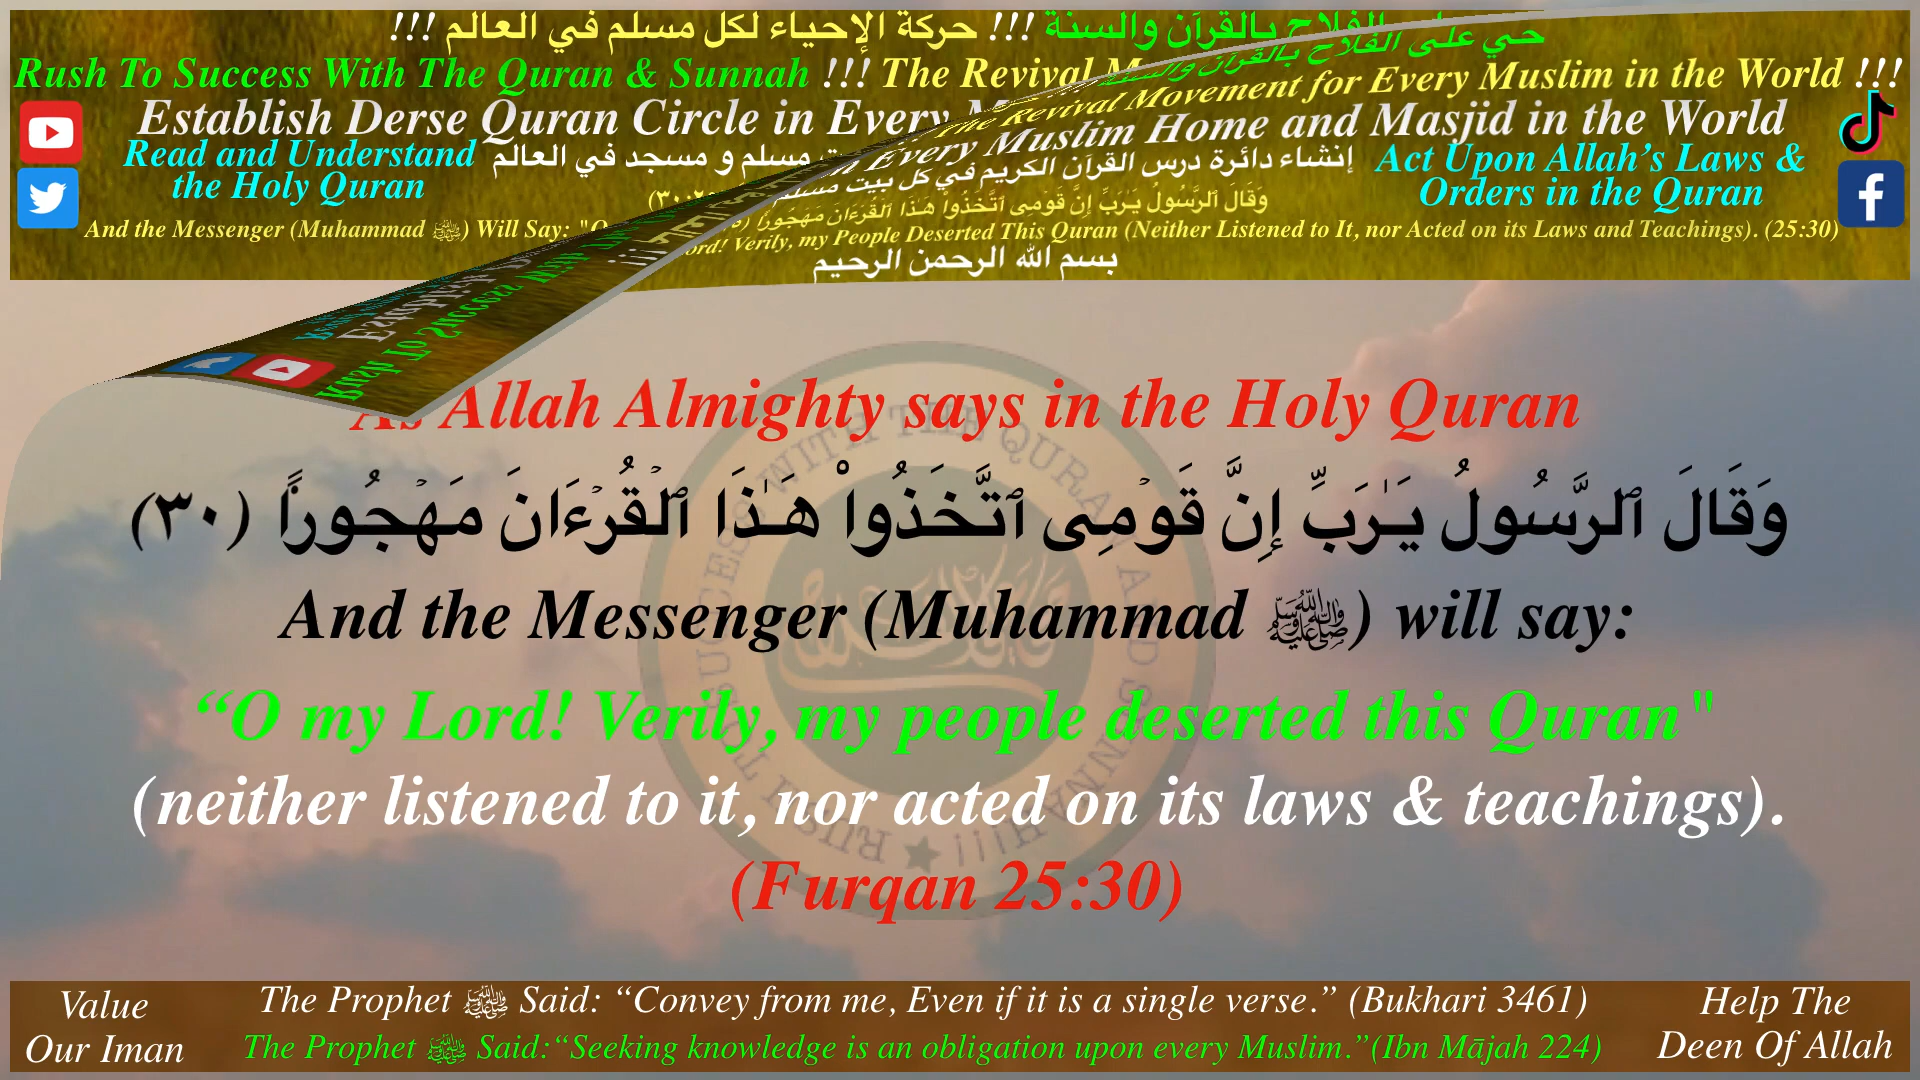 حي على الفلاح بالقرآن والسنة !!! حركة الإحياء لكل مسلم في العالم !!!
Rush To Success With The Quran & Sunnah !!! The Revival Movement for Every Muslim in the World !!!
Establish Derse Quran Circle in Every Muslim Home and Masjid in the World
Read and Understand
the Holy Quran
إنشاء دائرة درس القرآن الكريم في كل بيت مسلم و مسجد في العالم
Act Upon Allah’s Laws &
Orders in the Quran
وَقَالَ ٱلرَّسُولُ يَـٰرَبِّ إِنَّ قَوْمِى ٱتَّخَذُوا۟ هَـٰذَا ٱلْقُرْءَانَ مَهْجُورًا
And the Messenger (Muhammad ﷺ) Will Say: "O Lord! Verily, my People Deserted This Quran (Neither Listened to It, nor Acted on its Laws and Teachings). (25:30)
بسم الله الرحمن الرحيم
As Allah Almighty says in the Holy Quran
وَقَالَ ٱلرَّسُولُ يَـٰرَبِّ إِنَّ قَوْمِى ٱتَّخَذُوا۟ هَـٰذَا ٱلْقُرْءَانَ مَهْجُورًا (٣٠)
And the Messenger (Muhammad ﷺ) will say:
“O my Lord! Verily, my people deserted this Quran"
(neither listened to it, nor acted on its laws & teachings).
(Furqan 25:30)
RUSH TO SUCCESS WITH THE QURAN AND SUNNAH!!!
Value
Our Iman
The Prophet ﷺ Said: “Convey from me, Even if it is a single verse.” (Bukhari 3461)
The Prophet ﷺ Said:“Seeking knowledge is an obligation upon every Muslim.”(Ibn Mājah 224)
Help The
Deen Of Allah